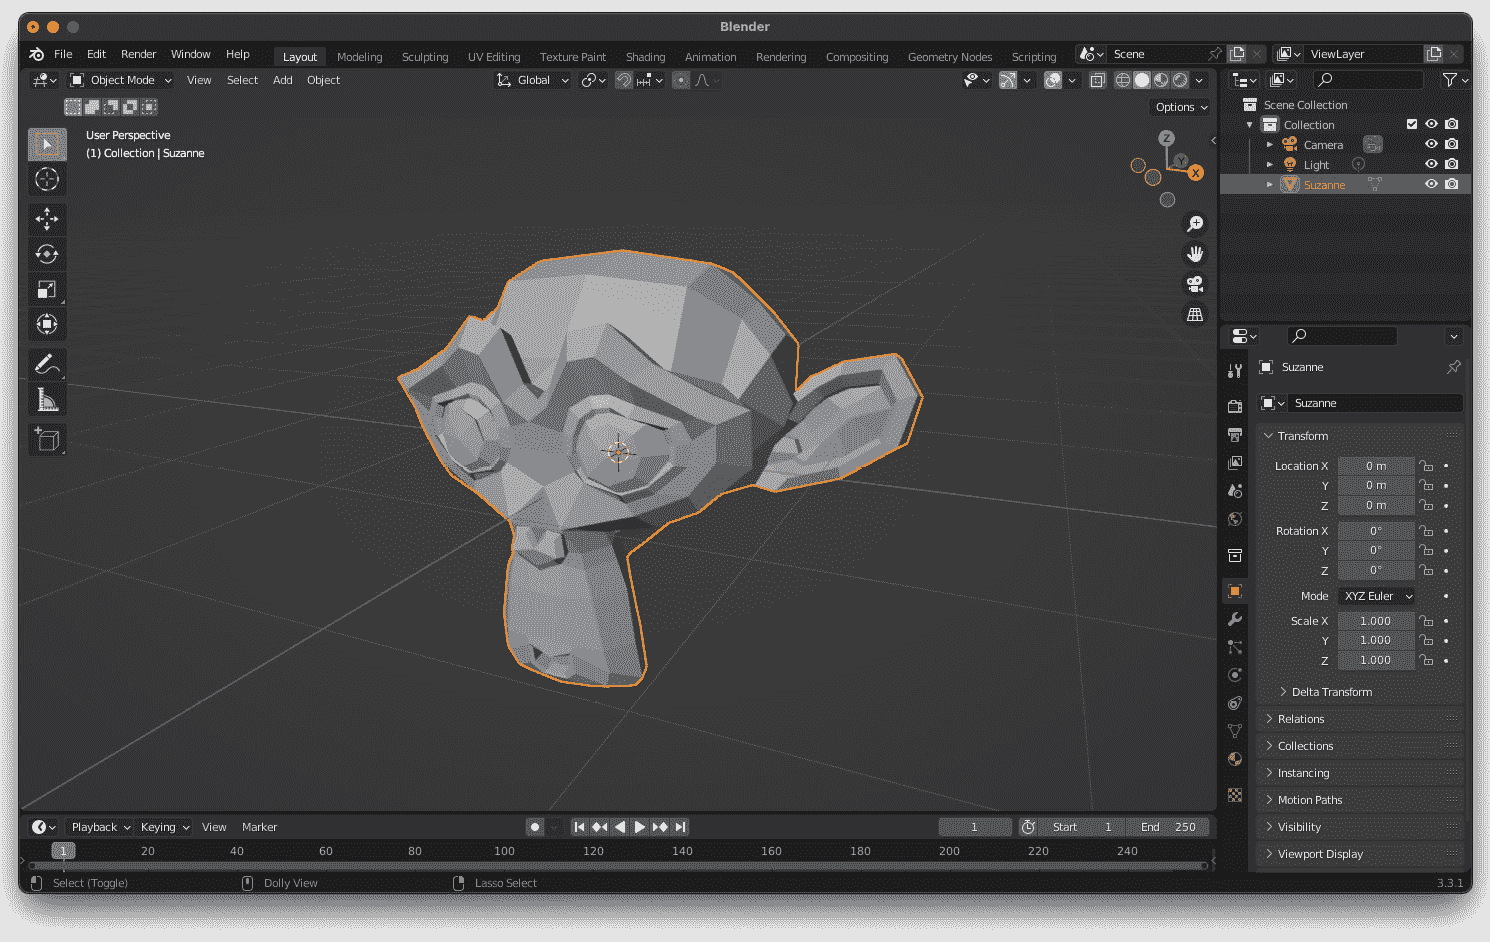 Blender
File Edit Render Window Help Layout Modeling Sculpting UV Editing Texture Paint Shading Animation Rendering Compositing Geometry Nodes Scripting Scene ViewLayer
Object Mode View Select Add Object Global
Options
User Perspective
(1) Collection | Suzanne
Z
Y
X
Scene Collection
Collection
Camera
Light
Suzanne
Suzanne
Suzanne
Transform
Location X 0 m
Y 0 m
Z 0 m
Rotation X 0°
Y 0°
Z 0°
Mode XYZ Euler
Scale X 1.000
Y 1.000
Z 1.000
Delta Transform
Relations
Collections
Instancing
Motion Paths
Visibility
Viewport Display
Playback Keying View Marker 1 Start 1 End 250
1 20 40 60 80 100 120 140 160 180 200 220 240
Select (Toggle) Dolly View Lasso Select 3.3.1